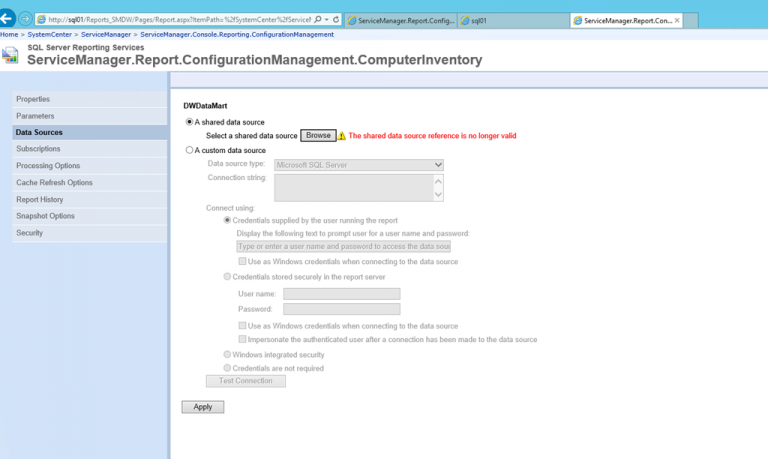 http://sql01/Reports_SMDW/Pages/Report.aspx?ItemPath=%2fSystemCenter%2fServiceM
ServiceManager.Report.Config...
sql01
ServiceManager.Report.Con...
Home > SystemCenter > ServiceManager > ServiceManager.Console.Reporting.ConfigurationManagement
SQL Server Reporting Services
ServiceManager.Report.ConfigurationManagement.ComputerInventory
Properties
Parameters
Data Sources
Subscriptions
Processing Options
Cache Refresh Options
Report History
Snapshot Options
Security
DWDataMart
A shared data source
Select a shared data source Browse The shared data source reference is no longer valid
A custom data source
Data source type: Microsoft SQL Server
Connection string:
Connect using:
Credentials supplied by the user running the report
Display the following text to prompt user for a user name and password:
Type or enter a user name and password to access the data sou
Use as Windows credentials when connecting to the data source
Credentials stored securely in the report server
User name:
Password:
Use as Windows credentials when connecting to the data source
Impersonate the authenticated user after a connection has been made to the data source
Windows integrated security
Credentials are not required
Test Connection
Apply